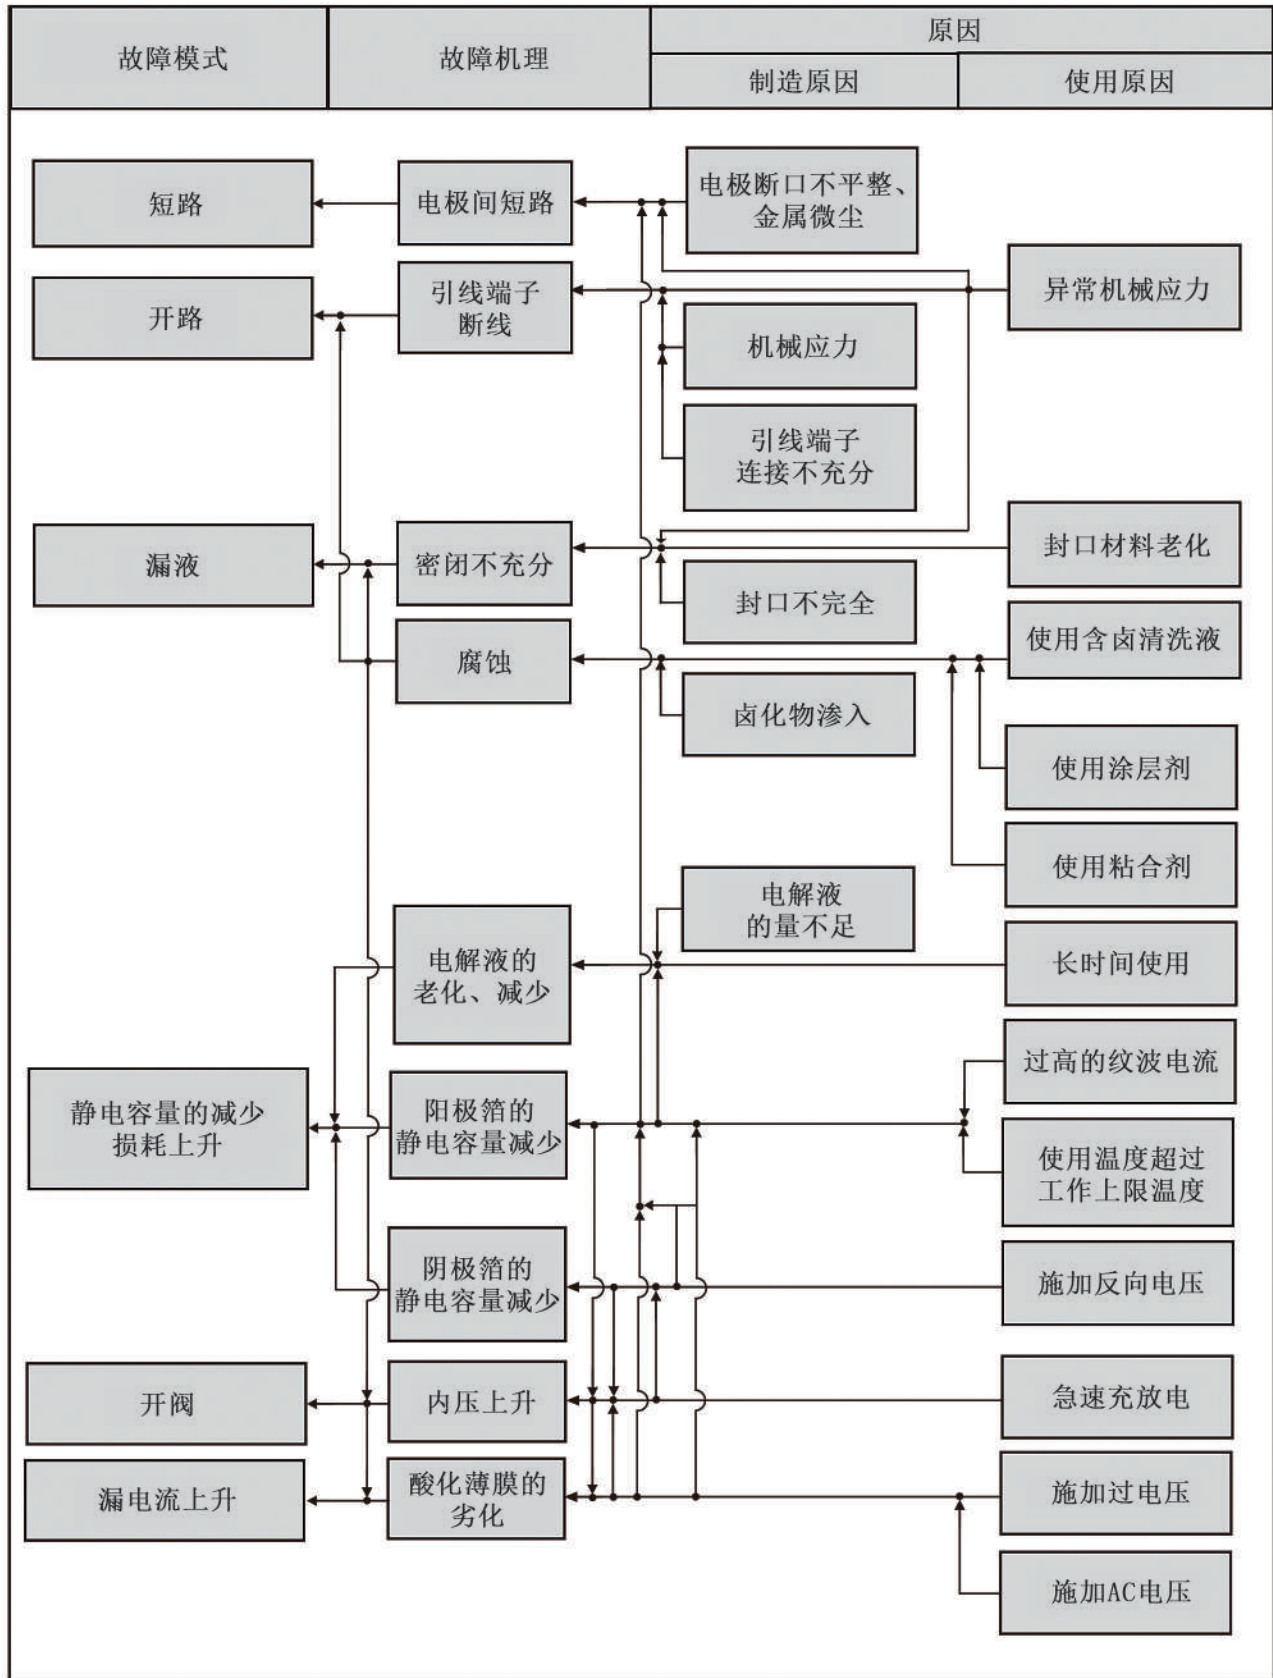 故障模式
故障机理
原因
制造原因
使用原因
短路
电极间短路
电极断口不平整、
金属微尘
异常机械应力
开路
引线端子
断线
机械应力
引线端子
连接不充分
漏液
密闭不充分
封口材料老化
封口不完全
使用含卤清洗液
腐蚀
卤化物渗入
使用涂层剂
使用粘合剂
电解液
的量不足
电解液的
老化、减少
长时间使用
过高的纹波电流
静电容量的减少
损耗上升
阳极箔的
静电容量减少
使用温度超过
工作上限温度
阴极箔的
静电容量减少
施加反向电压
开阀
内压上升
急速充放电
漏电流上升
酸化薄膜的
劣化
施加过电压
施加AC电压